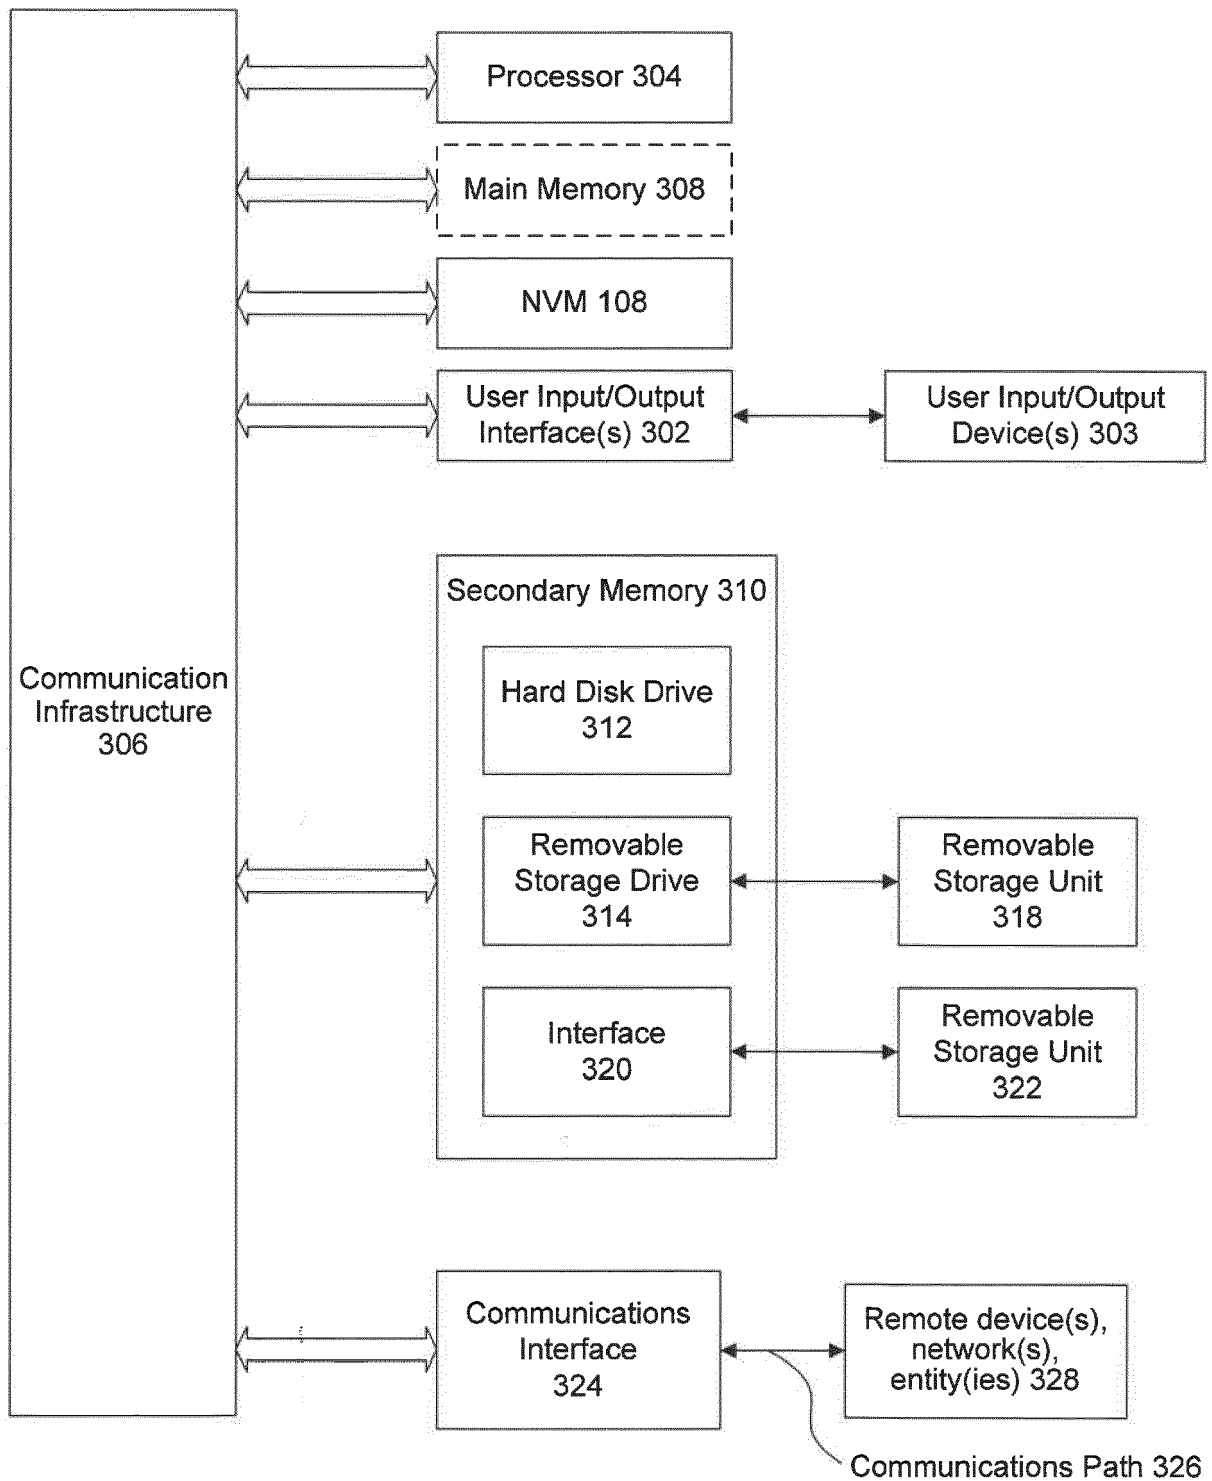 Processor 304
Main Memory 308
NVM 108
User Input/Output
Interface(s) 302
User Input/Output
Device(s) 303
Communication
Infrastructure
306
Secondary Memory 310
Hard Disk Drive
312
Removable
Storage Drive
314
Removable
Storage Unit
318
Interface
320
Removable
Storage Unit
322
Communications
Interface
324
Remote device(s),
network(s),
entity(ies) 328
Communications Path 326